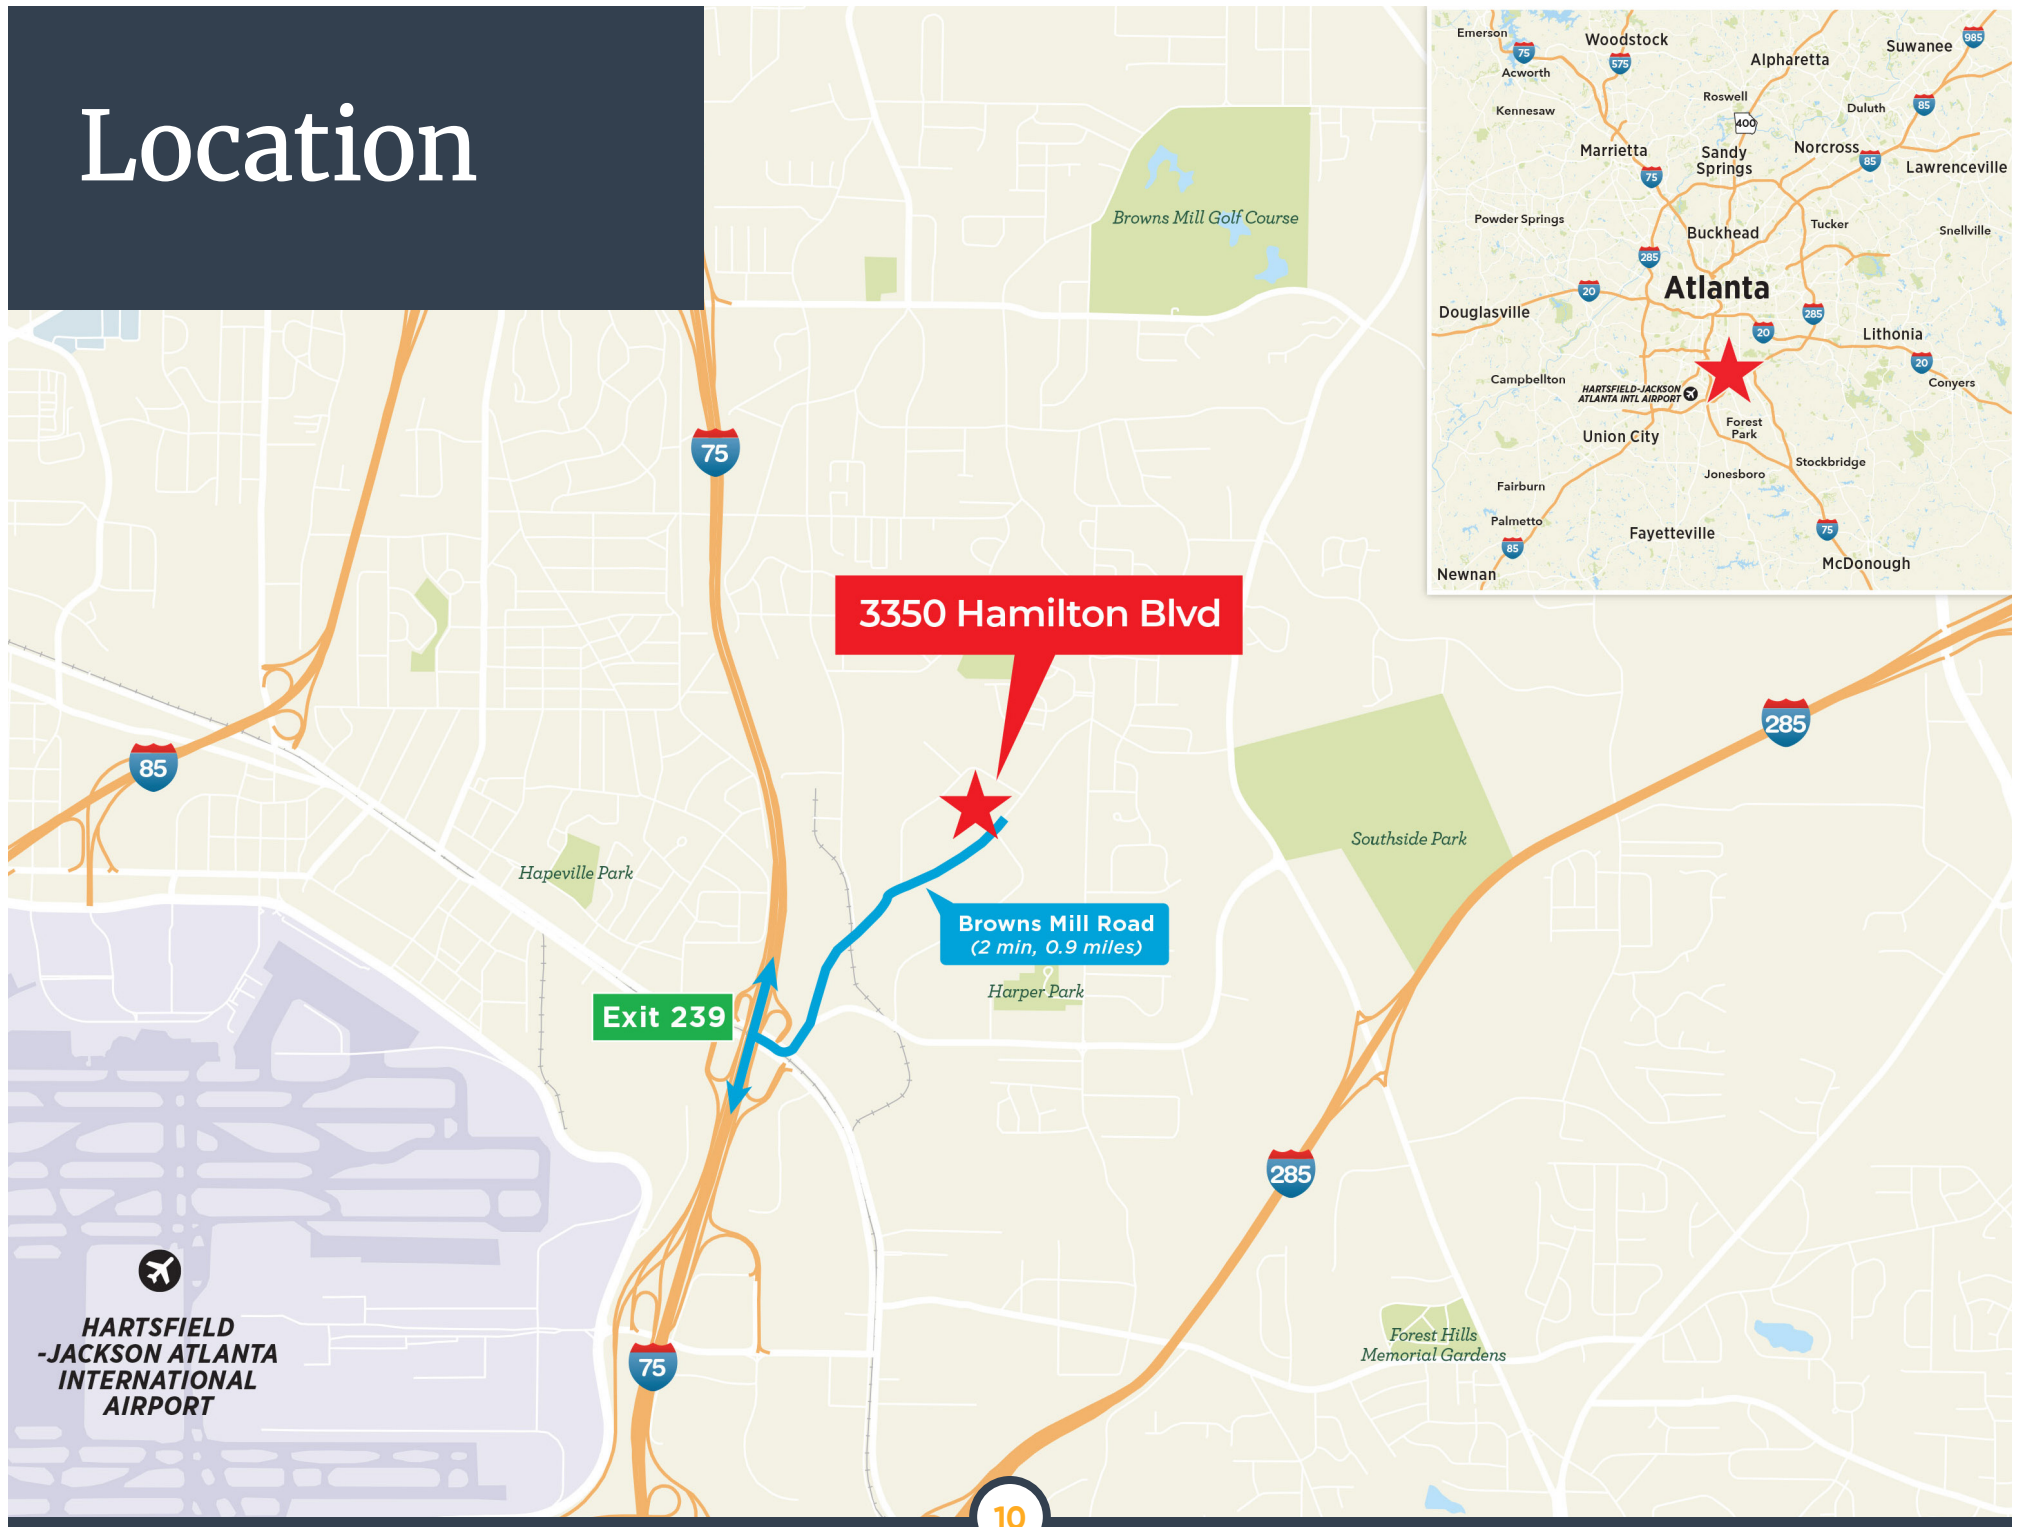 Location
Emerson
75
Acworth
Woodstock
575
Alpharetta
Suwanee
985
Kennesaw
Roswell
400
Duluth
85
Marrietta
75
Sandy
Springs
Norcross
85
Lawrenceville
Powder Springs
Buckhead
Tucker
Snellville
285
20
Atlanta
285
Douglasville
20
Lithonia
20
Conyers
Campbellton
HARTSFIELD-JACKSON
ATLANTA INTL AIRPORT
Forest
Park
Union City
Stockbridge
Jonesboro
Fairburn
Palmetto
85
Fayetteville
75
McDonough
Newnan
Browns Mill Golf Course
75
3350 Hamilton Blvd
285
85
Southside Park
Hapeville Park
Browns Mill Road
(2 min, 0.9 miles)
Harper Park
Exit 239
285
HARTSFIELD
-JACKSON ATLANTA
INTERNATIONAL
AIRPORT
75
Forest Hills
Memorial Gardens
10